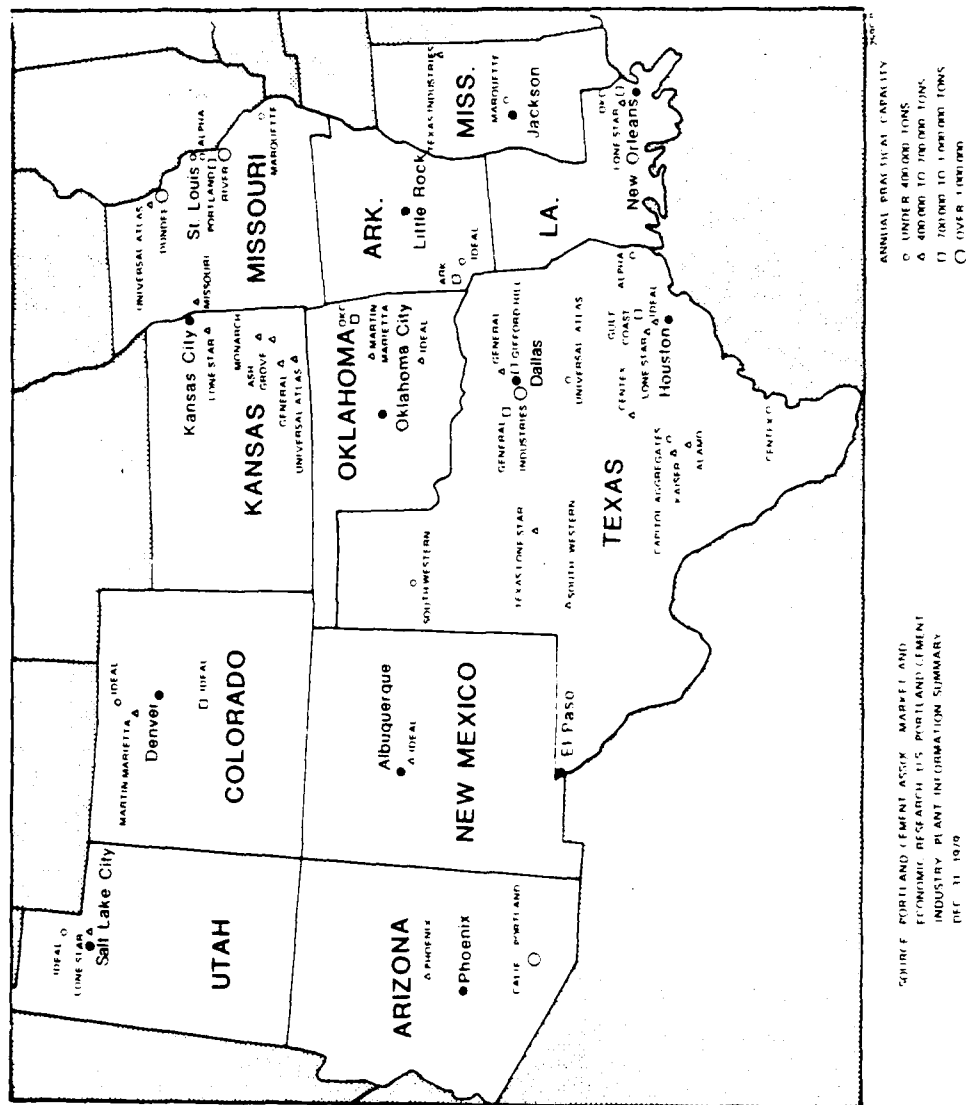 IDEAL
LONE STAR
Salt Lake City
UTAH
ARIZONA
PHOENIX
Phoenix
CALIF. PORTLAND
IDEAL
MARTIN MARIETTA
Denver
IDEAL
COLORADO
Albuquerque
IDEAL
NEW MEXICO
El Paso
Kansas City
LONE STAR
MONARCH
ASH
GROVE
KANSAS
GENERAL
UNIVERSAL ATLAS
OKLAHOMA
OKC
MARTIN
MARIETTA
Oklahoma City
IDEAL
SOUTHWESTERN
TEXAS LONE STAR
SOUTH WESTERN
GENERAL
GENERAL
INDUSTRIES
GIFFORD HILL
Dallas
UNIVERSAL ATLAS
TEXAS
CENTEX
GULF
COAST
ALPHA
LONE STAR
IDEAL
Houston
CAPITOL AGGREGATES
KAISER
ALAMO
CENTEX
UNIVERSAL ATLAS
DUNDEE
St Louis
ALPHA
PORTLAND
RIVER
MISSOURI
MISSOURI
MARQUETTE
ARK.
Little Rock
ARK
IDEAL
LA.
TEXAS INDUSTRIES
MISS.
MARQUETTE
Jackson
OKC
LONE STAR
New Orleans
ANNUAL PRACTICAL CAPACITY
UNDER 400,000 TONS
400,000 TO 700,000 TONS
700,000 TO 1,000,000 TONS
OVER 1,000,000
SOURCE PORTLAND CEMENT ASSOC. MARKET AND
ECONOMIC RESEARCH U.S. PORTLAND CEMENT
INDUSTRY PLANT INFORMATION SUMMARY
DEC 31 1979